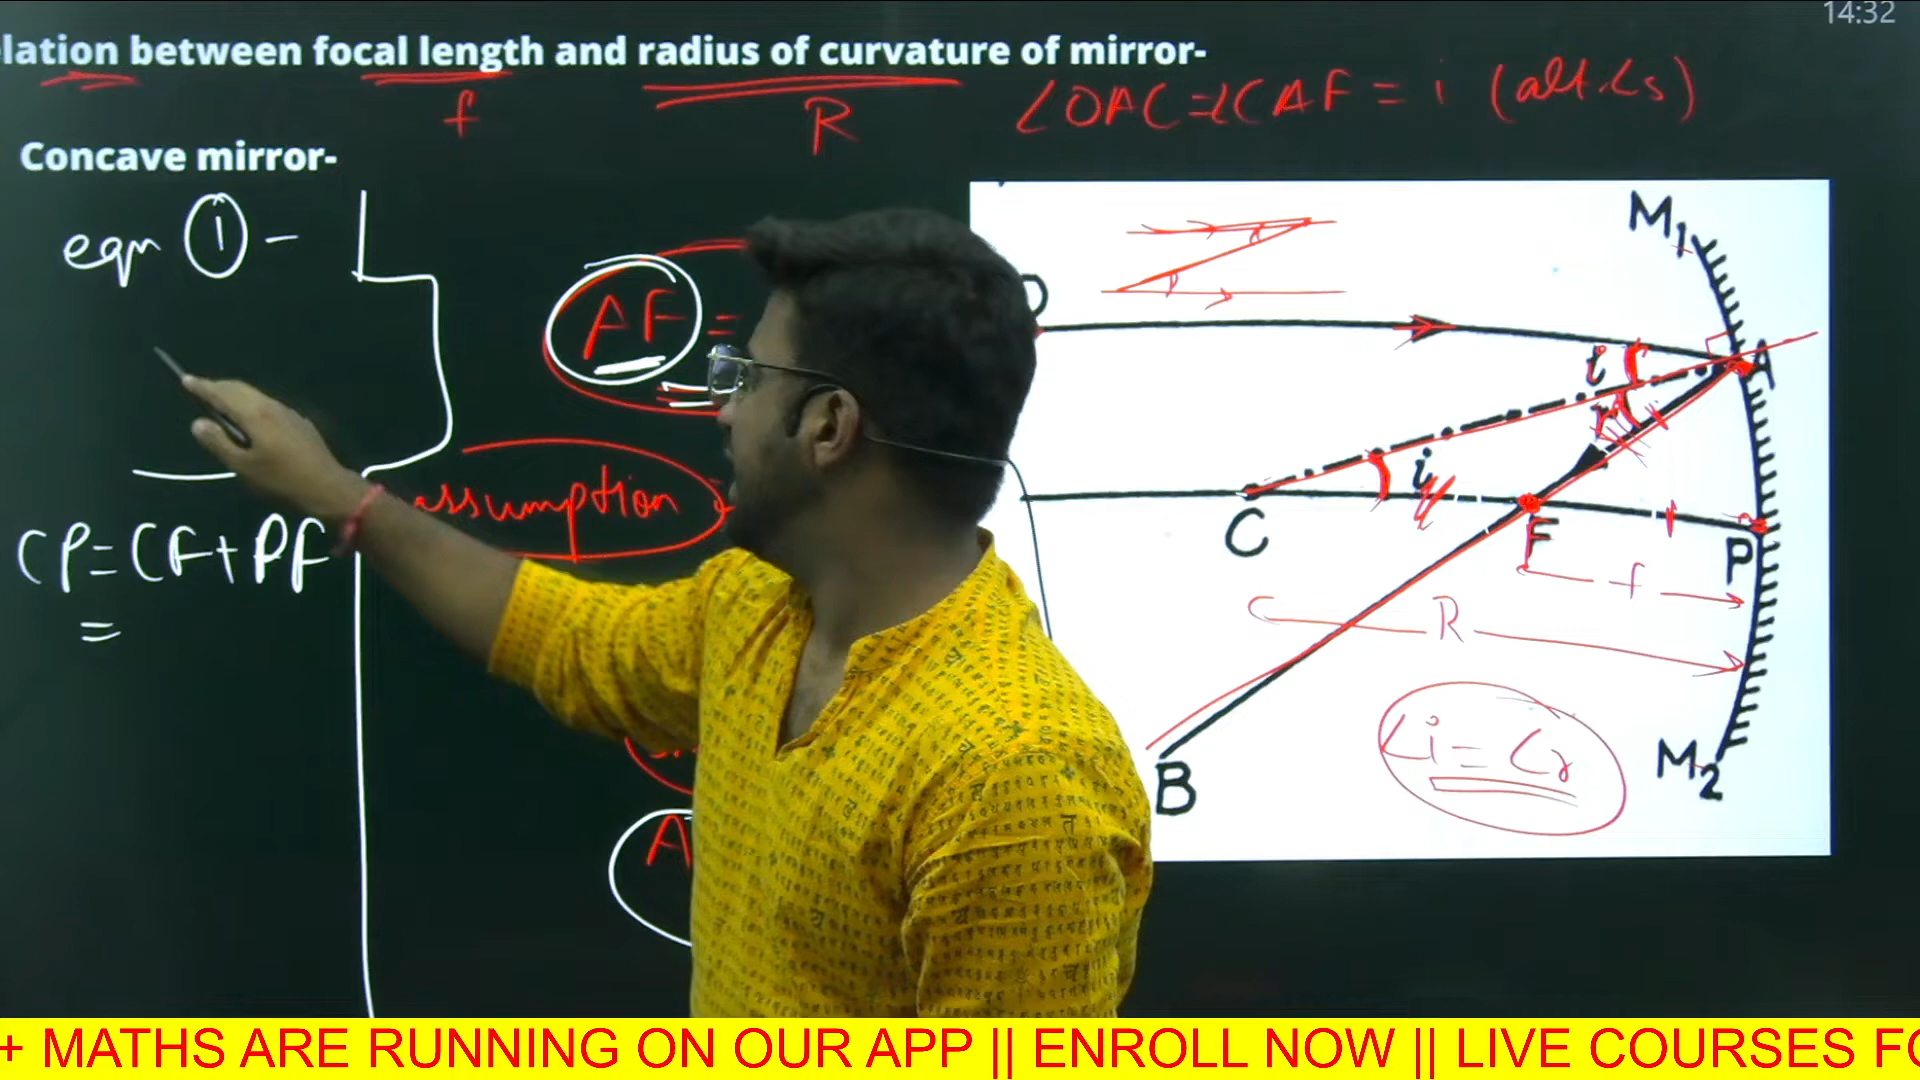 14:32
lation between focal length and radius of curvature of mirror-
f
R
∠OAC=∠CAF = i (alt.∠s)
Concave mirror-
eqn ① -
AF =
assumption
CP = CF + PF
=
A
M1
i
A
r
i
C
F
P
f
R
∠i = ∠r
M2
B
+ MATHS ARE RUNNING ON OUR APP || ENROLL NOW || LIVE COURSES FO